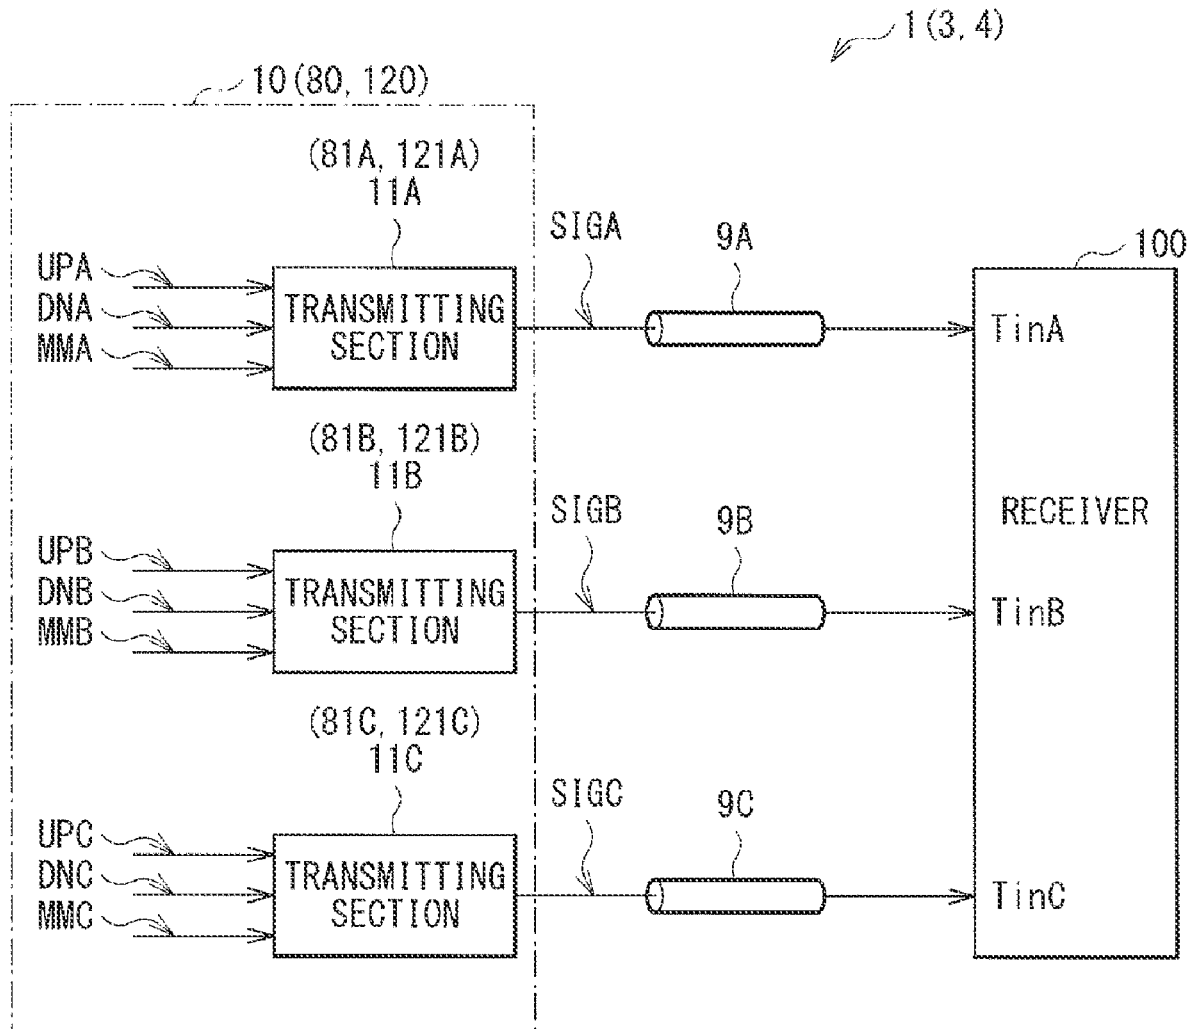 1(3, 4)
10(80, 120)
(81A, 121A)
11A
UPA
DNA
MMA
TRANSMITTING
SECTION
SIGA
9A
100
TinA
(81B, 121B)
11B
UPB
DNB
MMB
TRANSMITTING
SECTION
SIGB
9B
RECEIVER
TinB
(81C, 121C)
11C
UPC
DNC
MMC
TRANSMITTING
SECTION
SIGC
9C
TinC